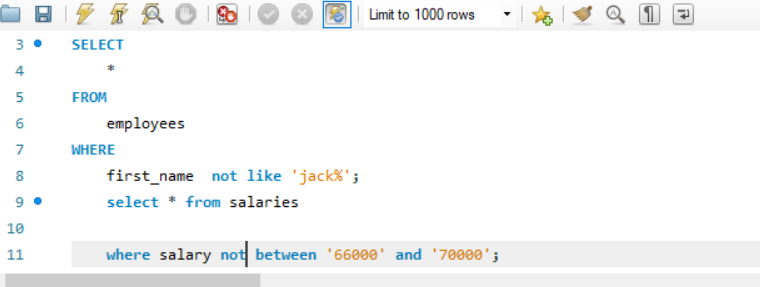 Limit to 1000 rows
3 SELECT
4 *
5 FROM
6 employees
7 WHERE
8 first_name  not like 'jack%';
9 select * from salaries
10
11 where salary not between '66000' and '70000';